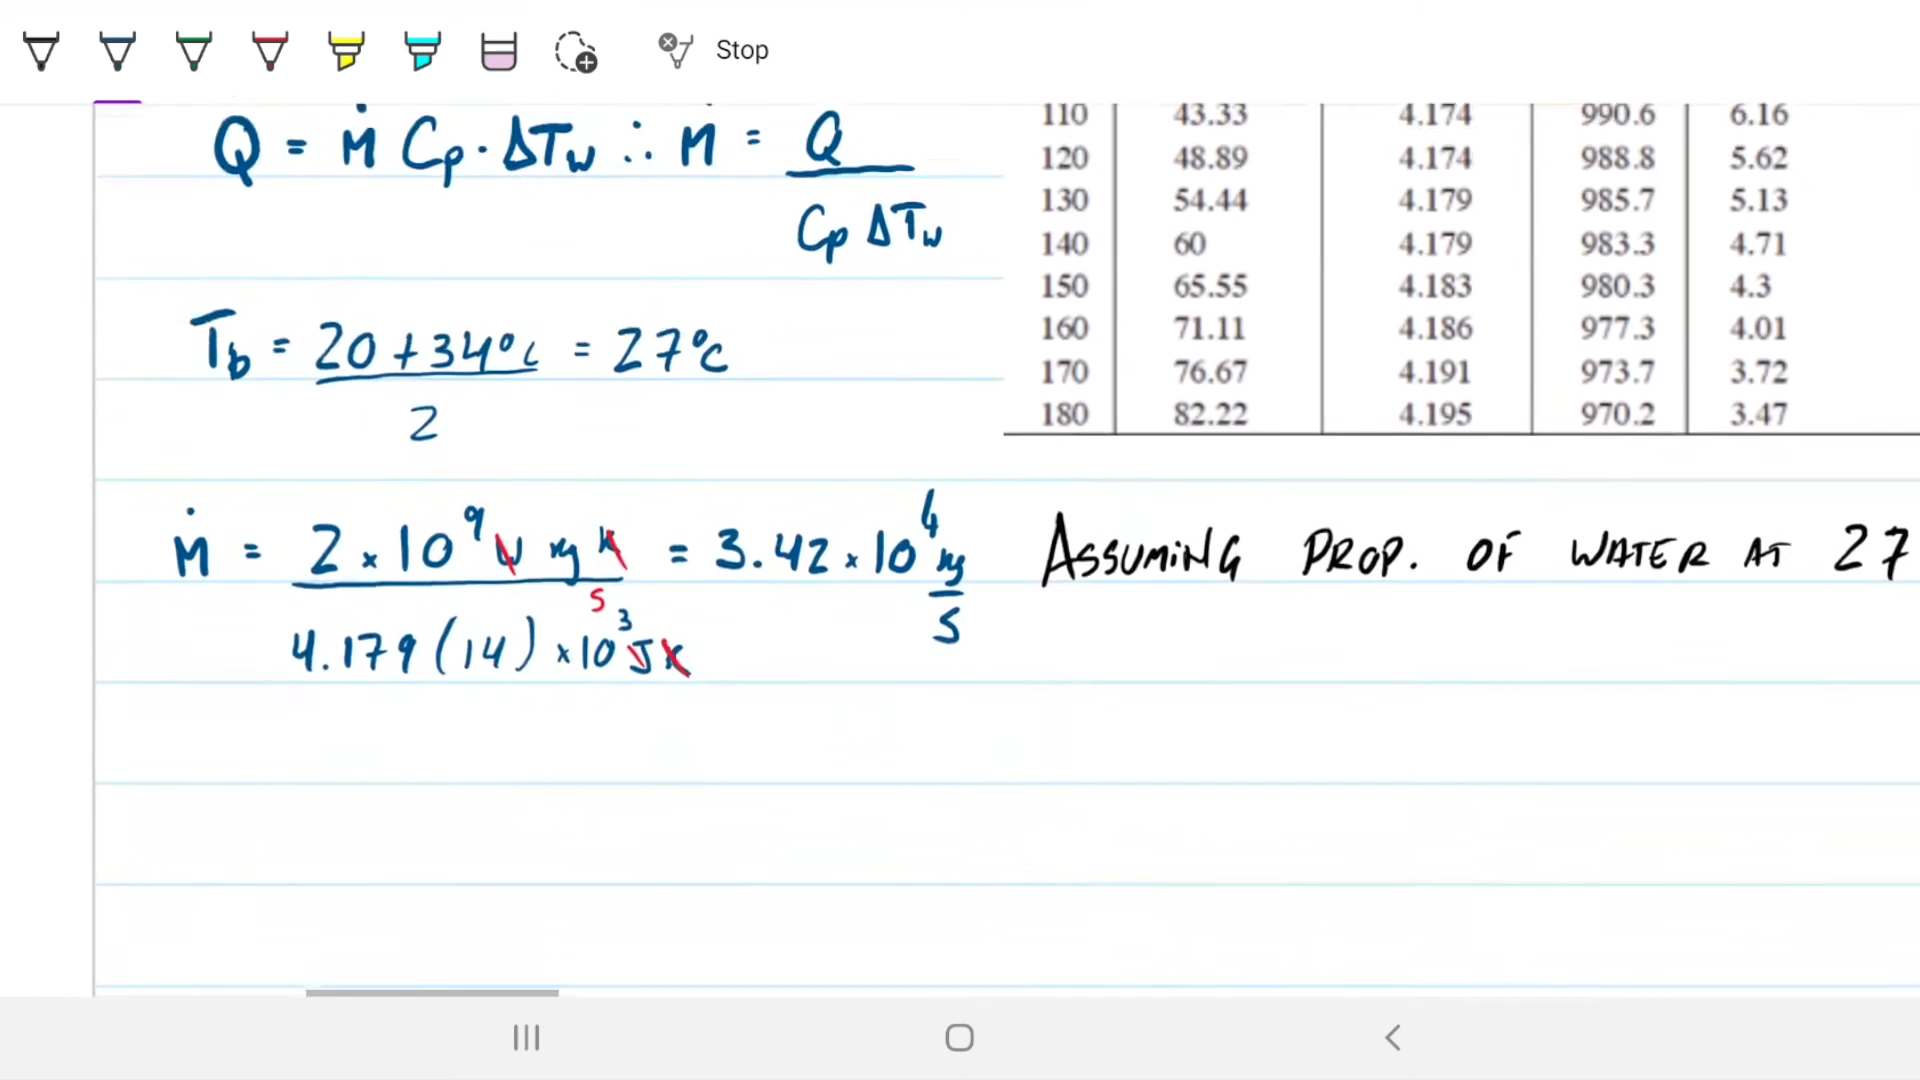 Stop
Q = ṁ Cp · ΔTw ∴ ṁ = Q
Cp ΔTw
110 43.33 4.174 990.6 6.16
120 48.89 4.174 988.8 5.62
130 54.44 4.179 985.7 5.13
140 60 4.179 983.3 4.71
150 65.55 4.183 980.3 4.3
160 71.11 4.186 977.3 4.01
170 76.67 4.191 973.7 3.72
180 82.22 4.195 970.2 3.47
Tb = 20 + 34°C = 27°C
2
ṁ = 2 × 10⁹ W kg K = 3.42 × 10⁴ kg
s
s
4.179 (14) × 10³ J K
ASSUMING PROP. OF WATER AT 27